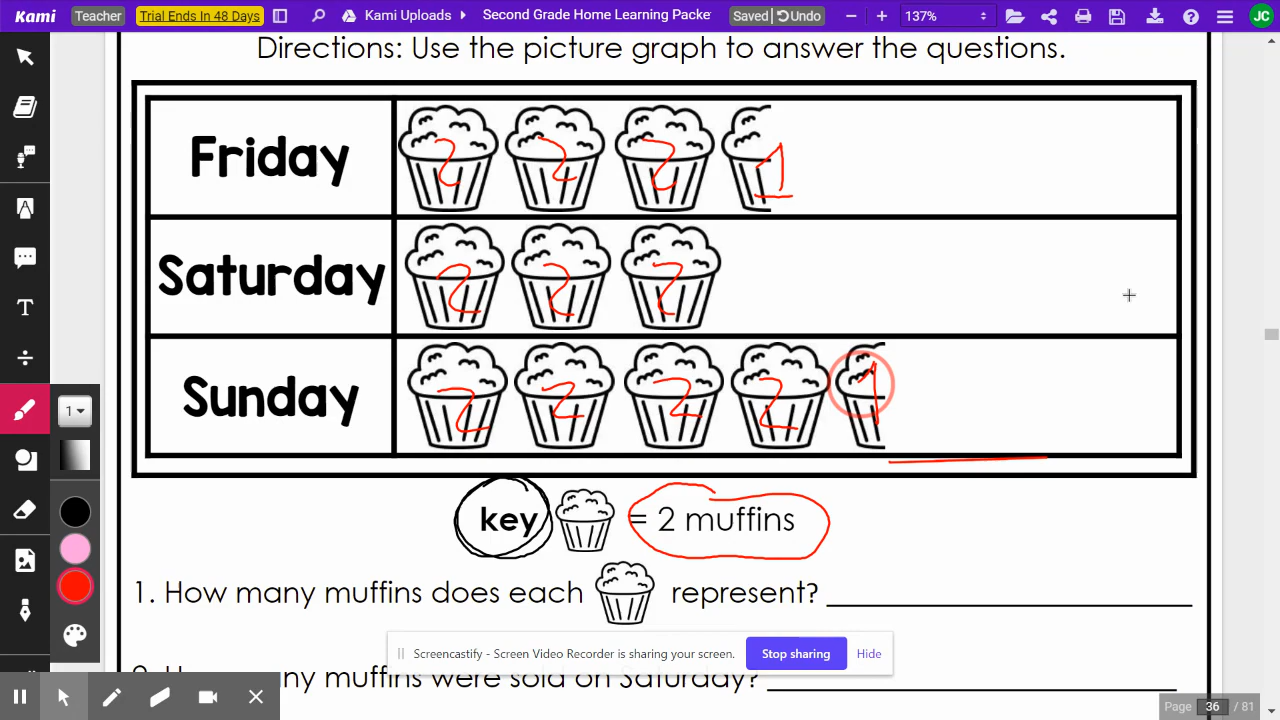 Kami Teacher Trial Ends In 48 Days Kami Uploads Second Grade Home Learning Packe Saved Undo 137% JC
Directions: Use the picture graph to answer the questions.
Friday 2 2 2 1
Saturday 2 2 2
Sunday 2 2 2 2 1
key = 2 muffins
1. How many muffins does each represent?
Screencastify - Screen Video Recorder is sharing your screen. Stop sharing Hide
muffins were sold on Saturday?
Page 36 / 81
1